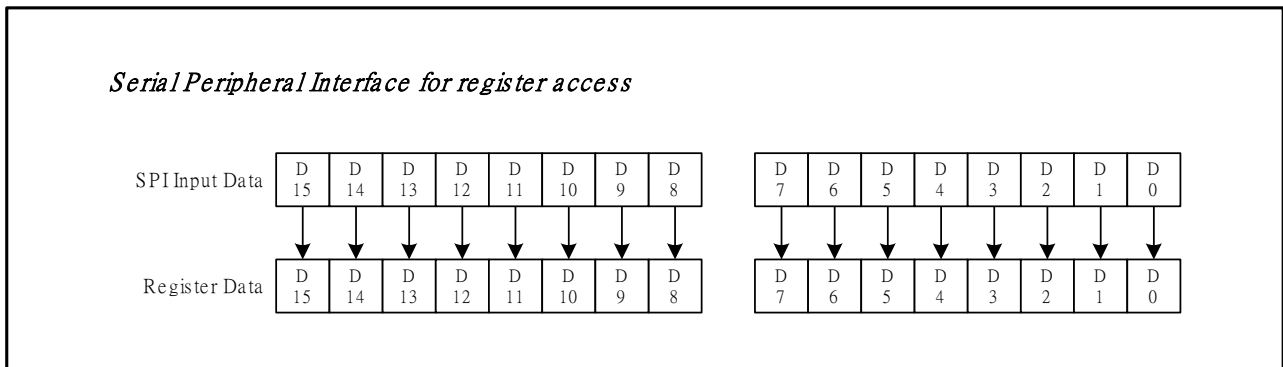 Serial Peripheral Interface for register access
SPI Input Data D 15 D 14 D 13 D 12 D 11 D 10 D 9 D 8 D 7 D 6 D 5 D 4 D 3 D 2 D 1 D 0
Register Data D 15 D 14 D 13 D 12 D 11 D 10 D 9 D 8 D 7 D 6 D 5 D 4 D 3 D 2 D 1 D 0